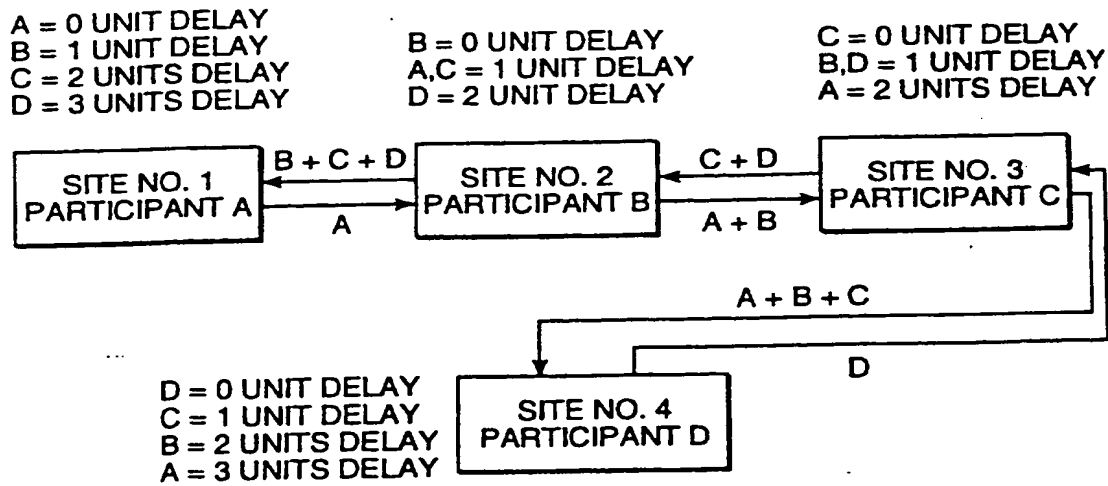 A = 0 UNIT DELAY
B = 1 UNIT DELAY
C = 2 UNITS DELAY
D = 3 UNITS DELAY
B = 0 UNIT DELAY
A,C = 1 UNIT DELAY
D = 2 UNIT DELAY
C = 0 UNIT DELAY
B,D = 1 UNIT DELAY
A = 2 UNITS DELAY
SITE NO. 1
PARTICIPANT A
B + C + D
A
SITE NO. 2
PARTICIPANT B
C + D
A + B
SITE NO. 3
PARTICIPANT C
A + B + C
D
D = 0 UNIT DELAY
C = 1 UNIT DELAY
B = 2 UNITS DELAY
A = 3 UNITS DELAY
SITE NO. 4
PARTICIPANT D